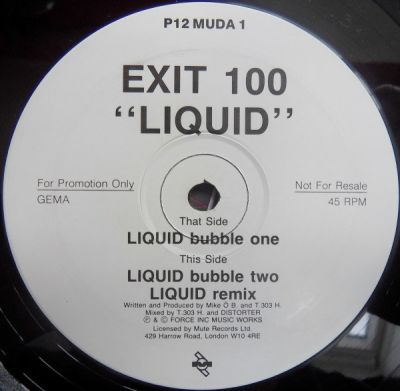 P12 MUDA 1
EXIT 100
"LIQUID"
For Promotion Only
GEMA
Not For Resale
45 RPM
That Side
LIQUID bubble one
This Side
LIQUID bubble two
LIQUID remix
Written and Produced by Mike O B. and T.303 H.
Mixed by T.303 H. and DISTORTER
℗ & © FORCE INC MUSIC WORKS
Licensed by Mute Records Ltd.
429 Harrow Road, London W10 4RE